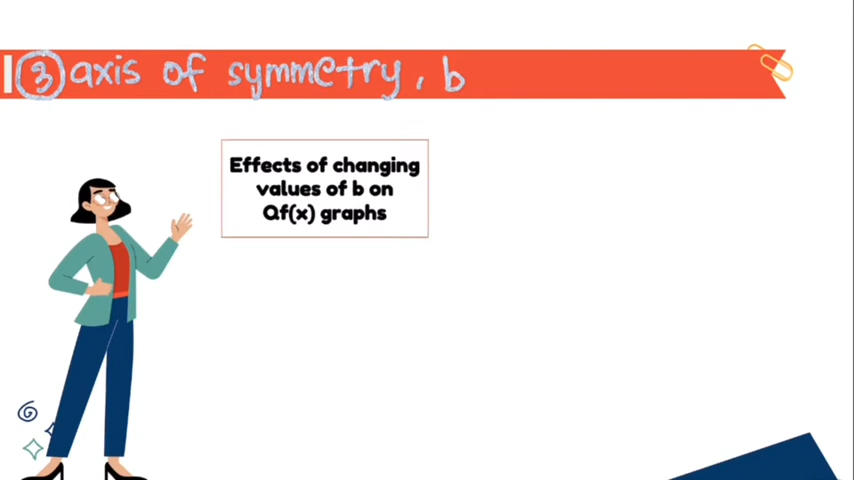 ③ axis of symmetry, b
Effects of changing
values of b on
Qf(x) graphs